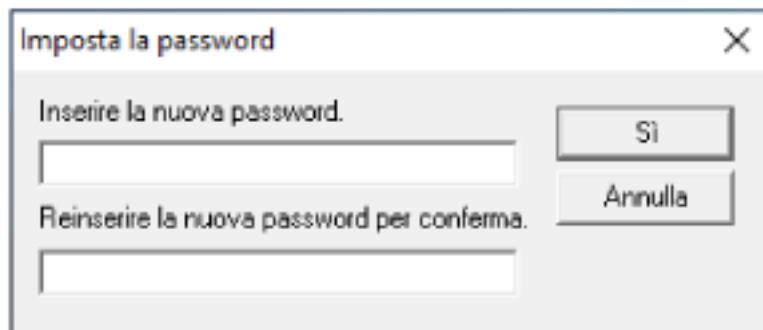 Imposta la password
Inserire la nuova password.
Sì
Annulla
Reinserire la nuova password per conferma.